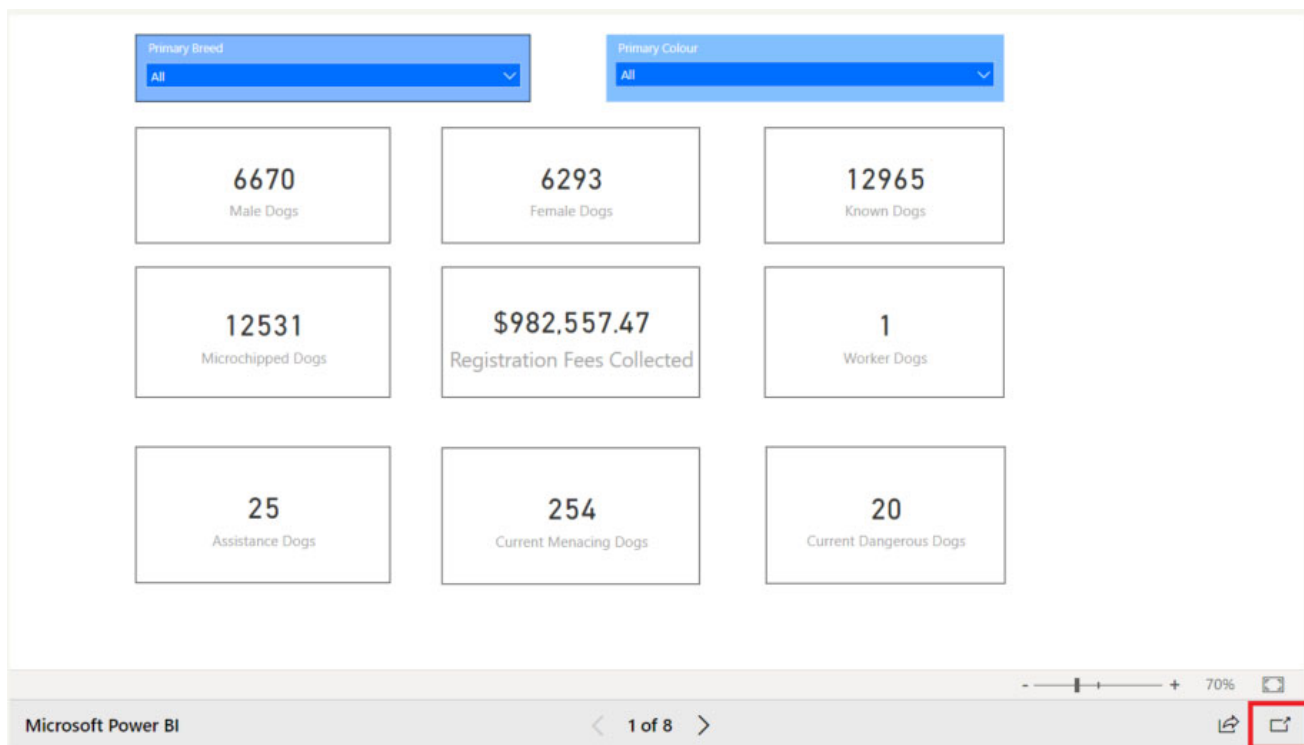 Primary Breed
All
Primary Colour
All
6670
Male Dogs
6293
Female Dogs
12965
Known Dogs
12531
Microchipped Dogs
$982,557.47
Registration Fees Collected
1
Worker Dogs
25
Assistance Dogs
254
Current Menacing Dogs
20
Current Dangerous Dogs
- + 70%
Microsoft Power BI
1 of 8